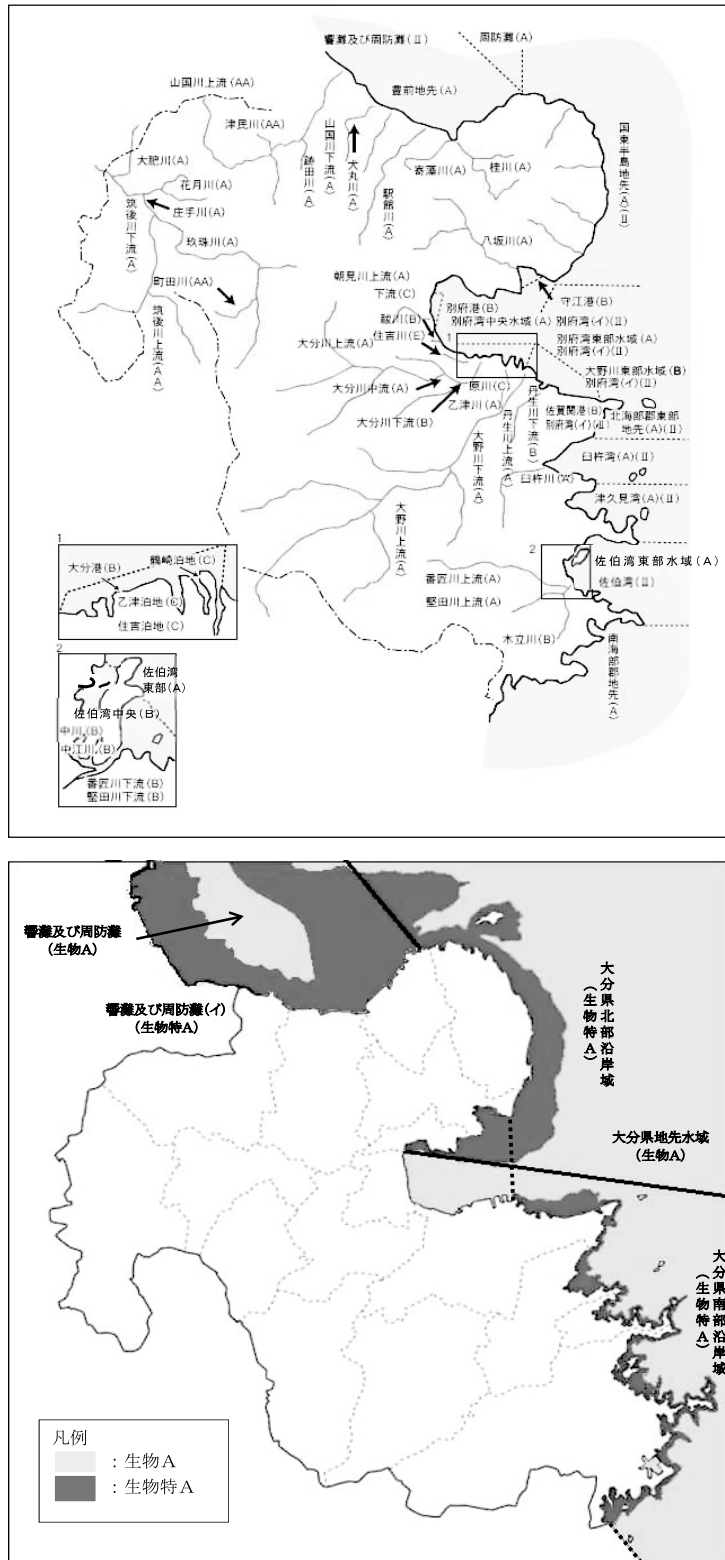 響灘及び周防灘(Ⅱ)
周防灘(A)
山国川上流(AA)
豊前地先(A)
津民川(AA)
山国川下流(A)
跡田川(A)
犬丸川(A)
駅館川(A)
寄藻川(A)
桂川(A)
国東半島地先(A)(Ⅱ)
大肥川(A)
花月川(A)
庄手川(A)
筑後川下流(A)
玖珠川(A)
八坂川(A)
町田川(AA)
朝見川上流(A)
下流(C)
別府港(B)
守江港(B)
筑後川上流(AA)
祓川(B)
別府湾中央水域(A)
別府湾(イ)(Ⅱ)
住吉川(E)
1
別府湾東部水域(A)
別府湾(イ)(Ⅱ)
大分川上流(A)
大野川東部水域(B)
別府湾(イ)(Ⅱ)
大分川中流(A)
原川(C)
乙津川(A)
大分川下流(B)
丹生川下流(B)
丹生川上流(A)
佐賀関港(B)
別府湾(イ)(Ⅱ)
北海部郡東部
地先(A)(Ⅱ)
大野川下流(A)
臼杵川(A)
臼杵湾(A)(Ⅱ)
津久見湾(A)(Ⅱ)
大野川上流(A)
2
佐伯湾東部水域(A)
佐伯湾(Ⅱ)
番匠川上流(A)
堅田川上流(A)
木立川(B)
南海部郡地先(A)
1
大分港(B)
鶴崎泊地(C)
乙津泊地(C)
住吉泊地(C)
2
佐伯湾
東部(A)
佐伯湾中央(B)
中川(B)
中江川(B)
番匠川下流(B)
堅田川下流(B)
響灘及び周防灘
(生物A)
響灘及び周防灘(イ)
(生物特A)
大分県北部沿岸域
(生物特A)
大分県地先水域
(生物A)
大分県南部沿岸域
(生物特A)
凡例
：生物A
：生物特A